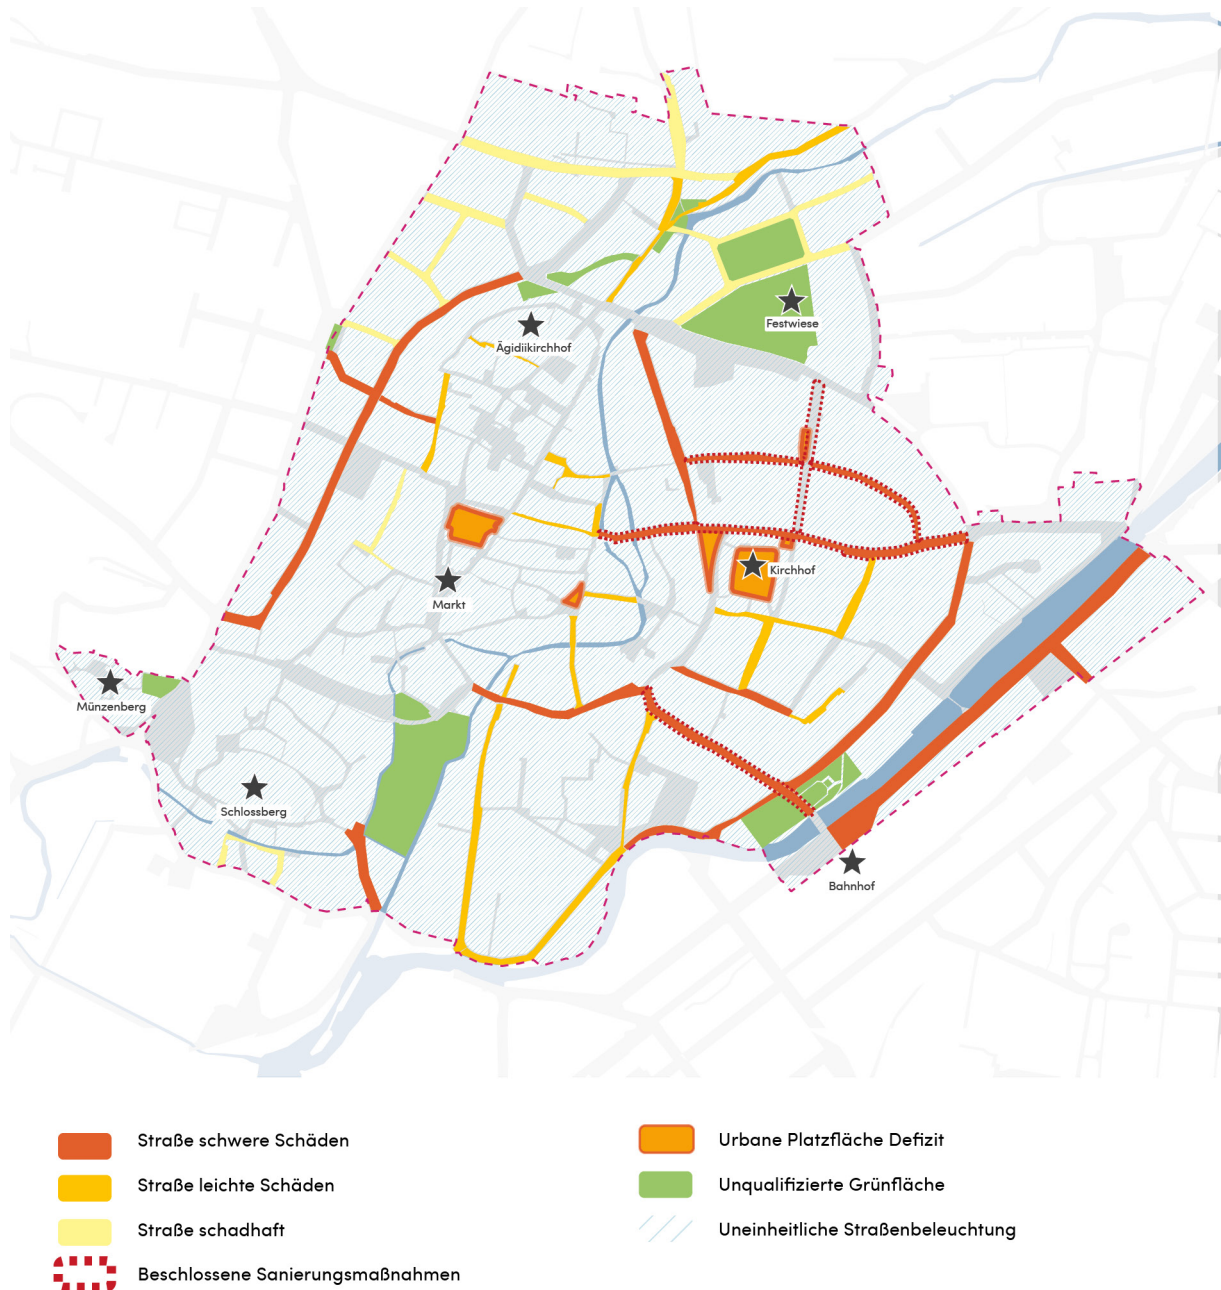 Festwiese
Ägidiikirchhof
Kirchhof
Markt
Münzenberg
Schlossberg
Bahnhof
Straße schwere Schäden
Straße leichte Schäden
Straße schadhaft
Beschlossene Sanierungsmaßnahmen
Urbane Platzfläche Defizit
Unqualifizierte Grünfläche
Uneinheitliche Straßenbeleuchtung